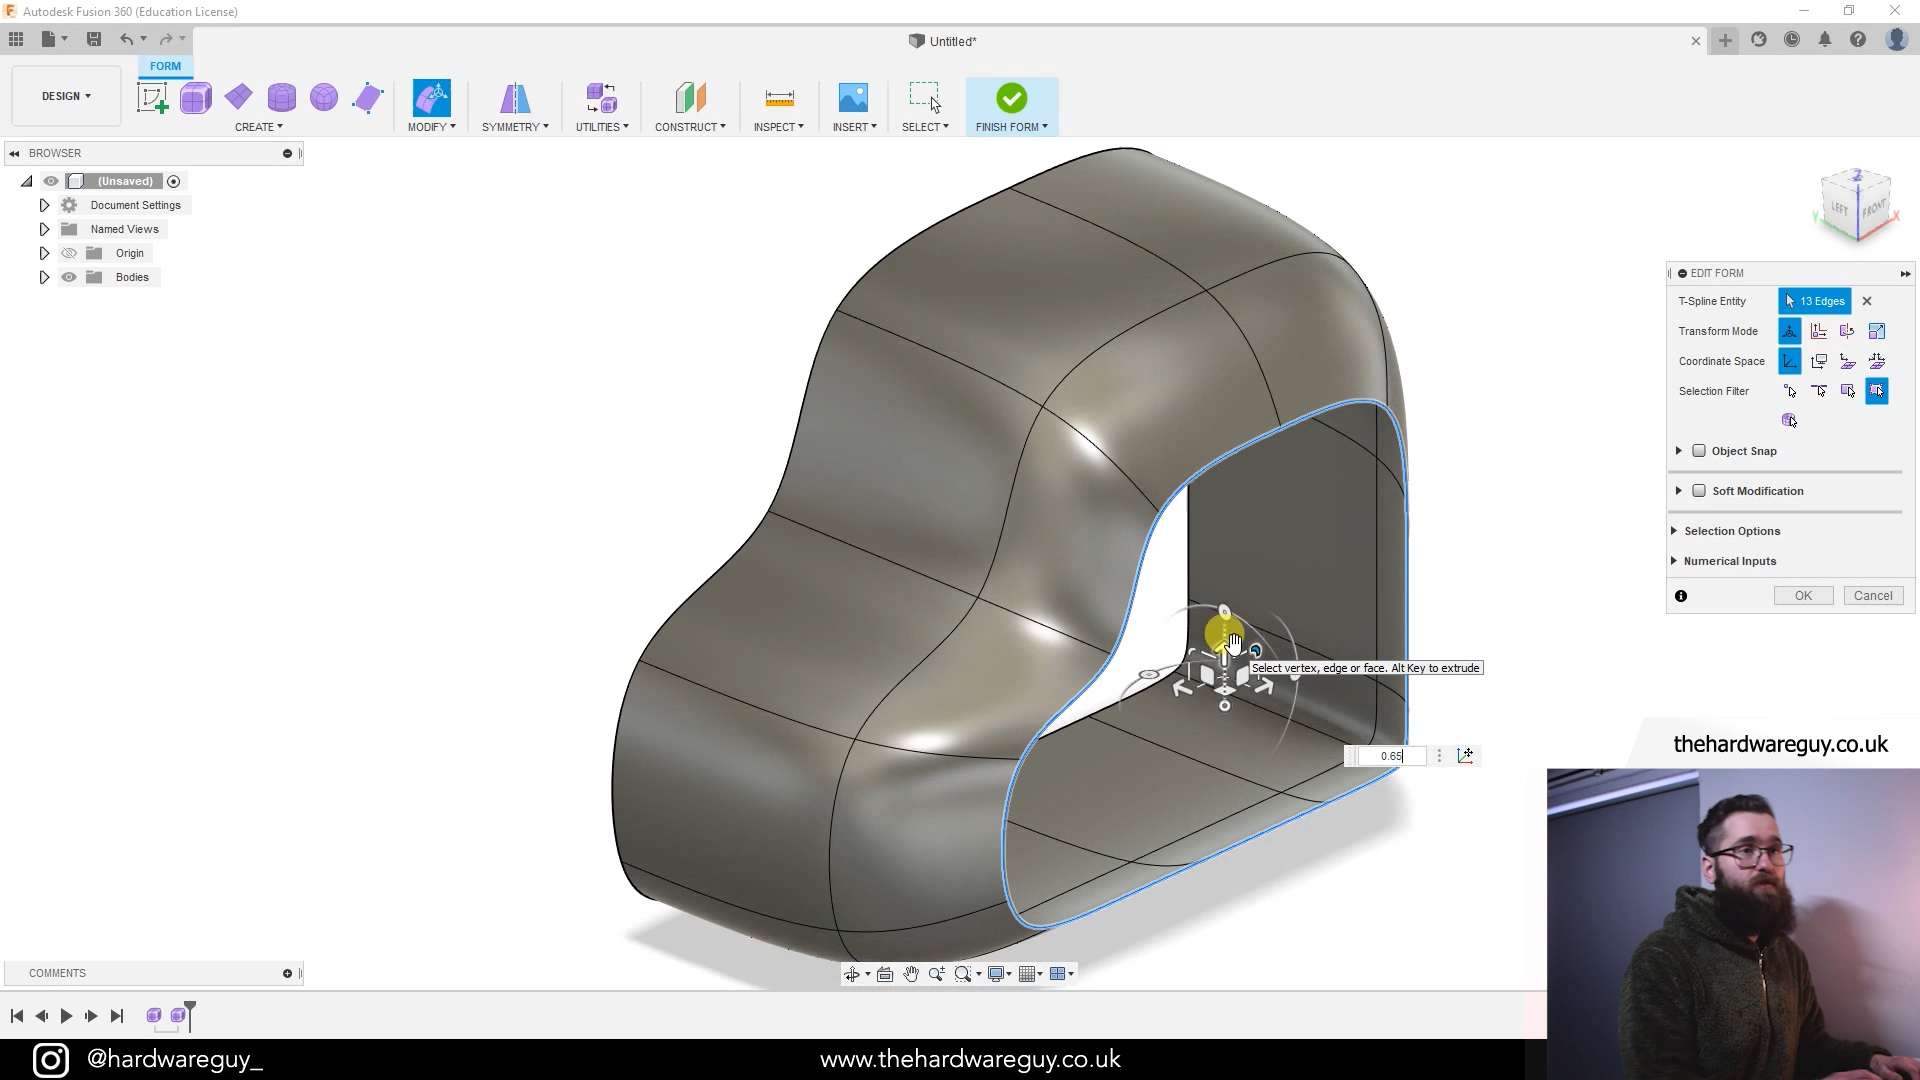 Autodesk Fusion 360 (Education License)
Untitled*
FORM
DESIGN
CREATE
MODIFY
SYMMETRY
UTILITIES
CONSTRUCT
INSPECT
INSERT
SELECT
FINISH FORM
BROWSER
(Unsaved)
Document Settings
Named Views
Origin
Bodies
Z
LEFT
FRONT
Y
X
EDIT FORM
T-Spline Entity
13 Edges
Transform Mode
Coordinate Space
Selection Filter
Object Snap
Soft Modification
Selection Options
Numerical Inputs
OK
Cancel
Select vertex, edge or face. Alt Key to extrude
0.65
thehardwareguy.co.uk
COMMENTS
@hardwareguy_
www.thehardwareguy.co.uk